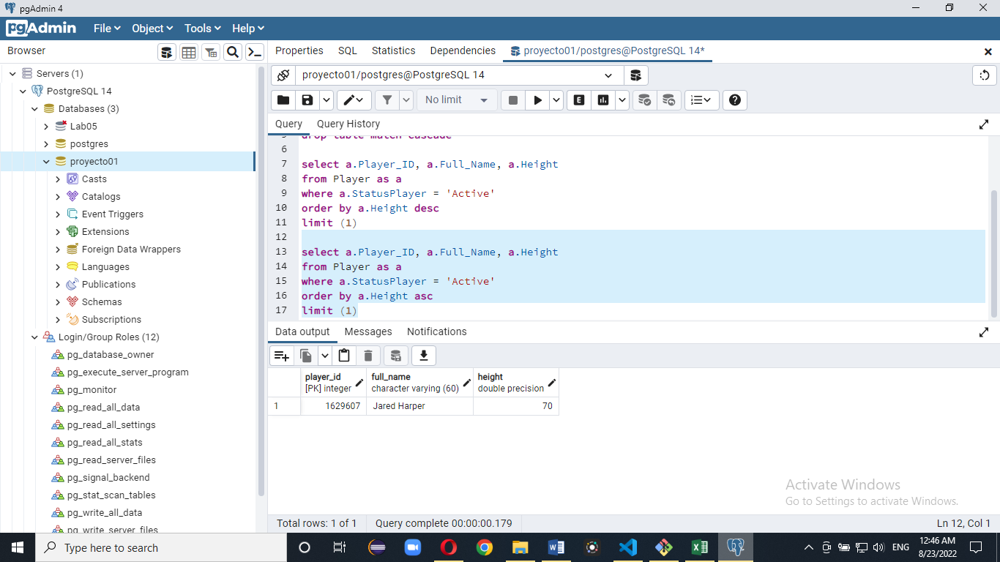 pgAdmin 4
pgAdmin File Object Tools Help
Browser
Properties SQL Statistics Dependencies proyecto01/postgres@PostgreSQL 14*
Servers (1)
PostgreSQL 14
Databases (3)
Lab05
postgres
proyecto01
Casts
Catalogs
Event Triggers
Extensions
Foreign Data Wrappers
Languages
Publications
Schemas
Subscriptions
Login/Group Roles (12)
pg_database_owner
pg_execute_server_program
pg_monitor
pg_read_all_data
pg_read_all_settings
pg_read_all_stats
pg_read_server_files
pg_signal_backend
pg_stat_scan_tables
pg_write_all_data
pg_write_server_files
proyecto01/postgres@PostgreSQL 14
No limit
E
Query Query History
5 drop table match cascade
6
7 select a.Player_ID, a.Full_Name, a.Height
8 from Player as a
9 where a.StatusPlayer = 'Active'
10 order by a.Height desc
11 limit (1)
12
13 select a.Player_ID, a.Full_Name, a.Height
14 from Player as a
15 where a.StatusPlayer = 'Active'
16 order by a.Height asc
17 limit (1)
Data output Messages Notifications
player_id full_name height
[PK] integer character varying (60) double precision
1 1629607 Jared Harper 70
Activate Windows
Go to Settings to activate Windows.
Total rows: 1 of 1 Query complete 00:00:00.179 Ln 12, Col 1
Type here to search
ENG
12:46 AM
8/23/2022